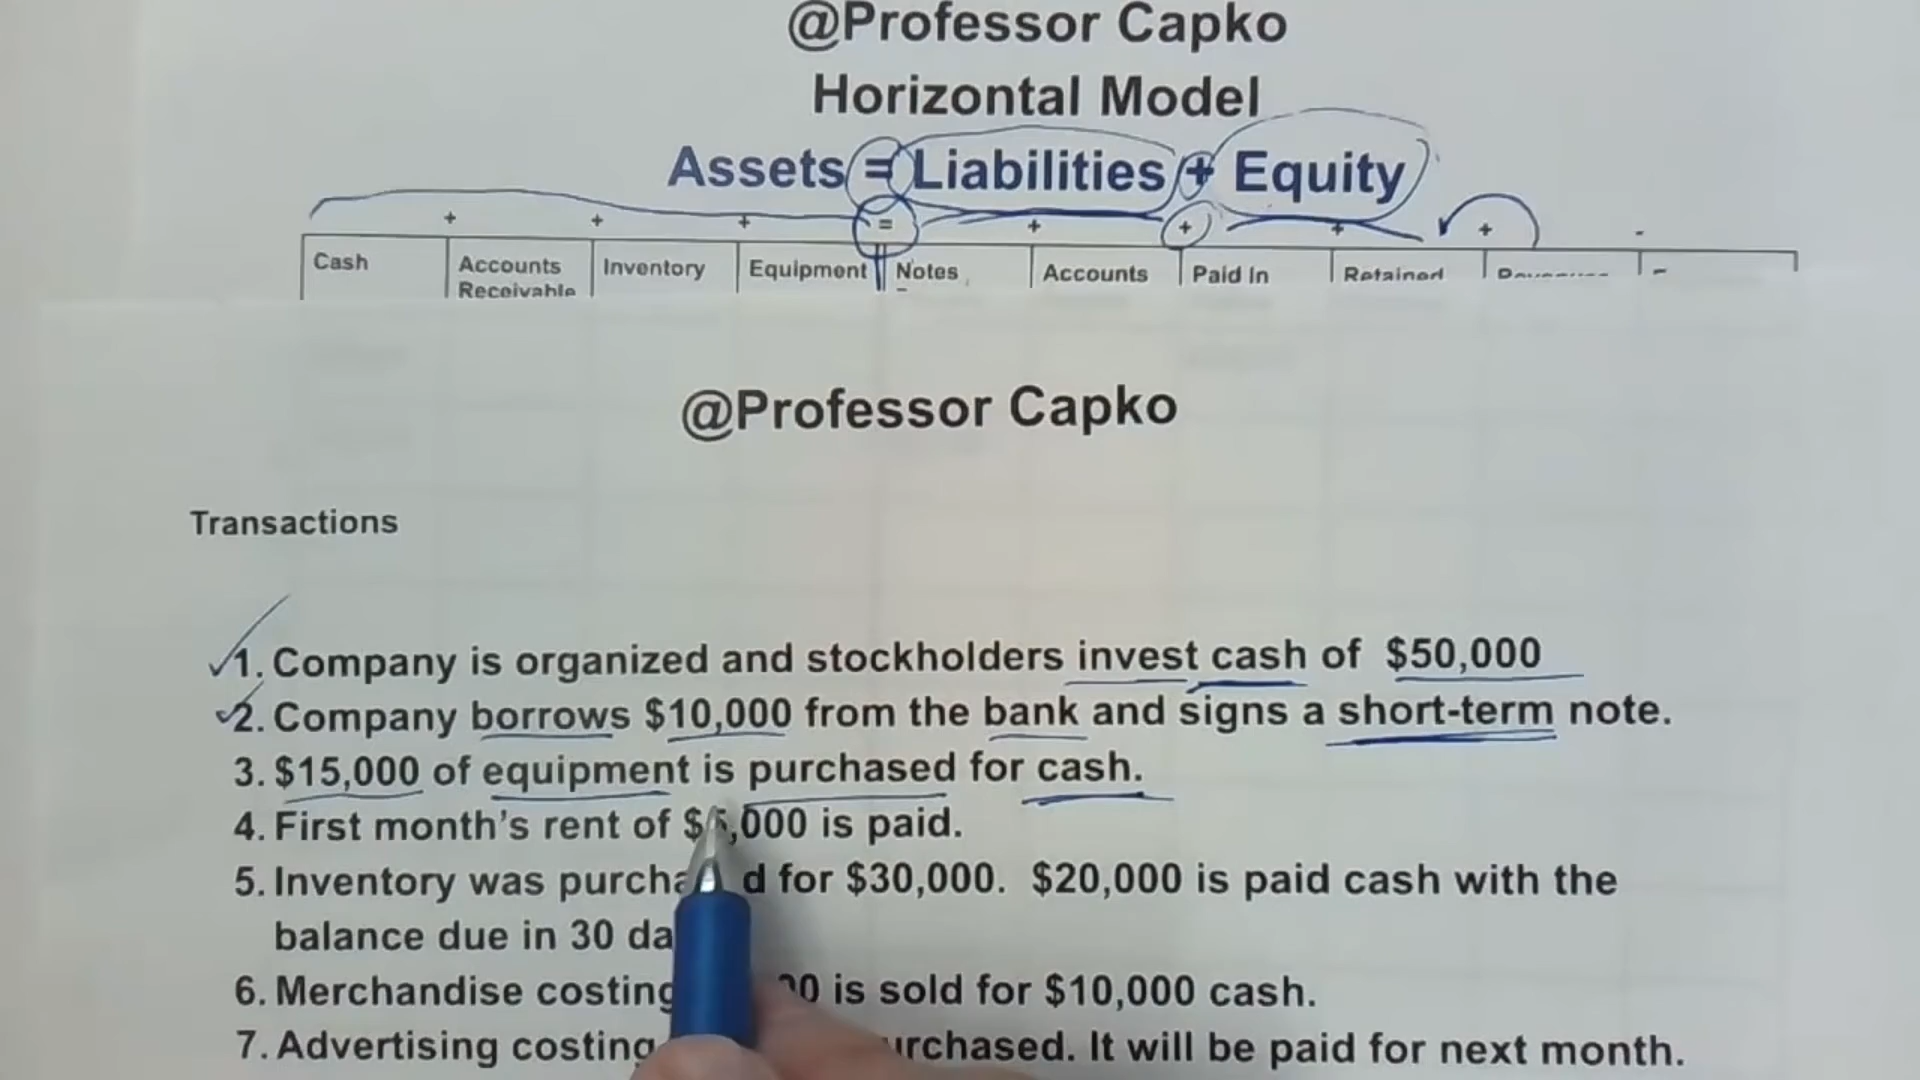 @Professor Capko
Horizontal Model
Assets = Liabilities + Equity
+ + + = + + + + -
Cash Accounts Inventory Equipment Notes Accounts Paid In Retained
Receivable
@Professor Capko
Transactions
1. Company is organized and stockholders invest cash of $50,000
2. Company borrows $10,000 from the bank and signs a short-term note.
3. $15,000 of equipment is purchased for cash.
4. First month's rent of $5,000 is paid.
5. Inventory was for $30,000. $20,000 is paid cash with the
balance due in 30
6. Merchandise costing is sold for $10,000 cash.
7. Advertising costing It will be paid for next month.